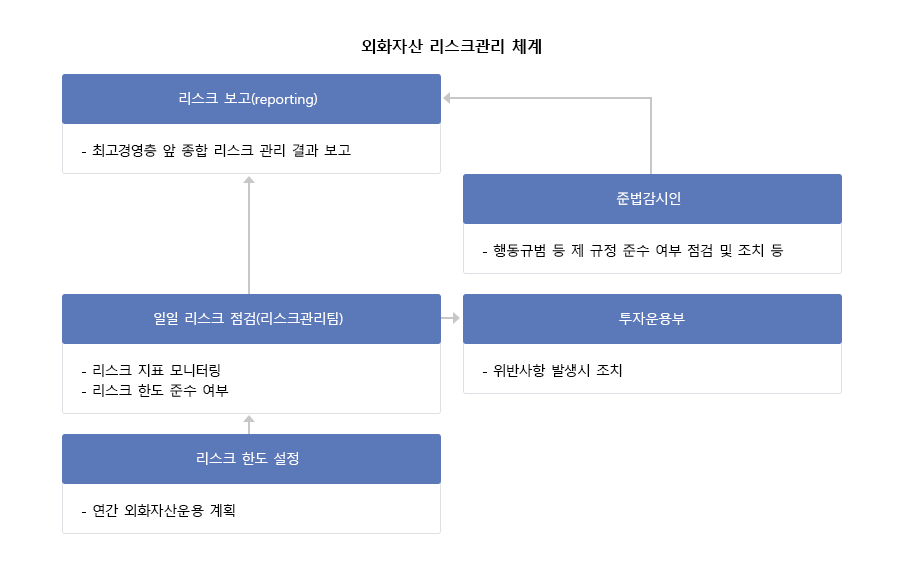 외화자산 리스크관리 체계
리스크 보고(reporting)
- 최고경영층 앞 종합 리스크 관리 결과 보고
준법감시인
- 행동규범 등 제 규정 준수 여부 점검 및 조치 등
일일 리스크 점검(리스크관리팀)
- 리스크 지표 모니터링
- 리스크 한도 준수 여부
투자운용부
- 위반사항 발생시 조치
리스크 한도 설정
- 연간 외화자산운용 계획